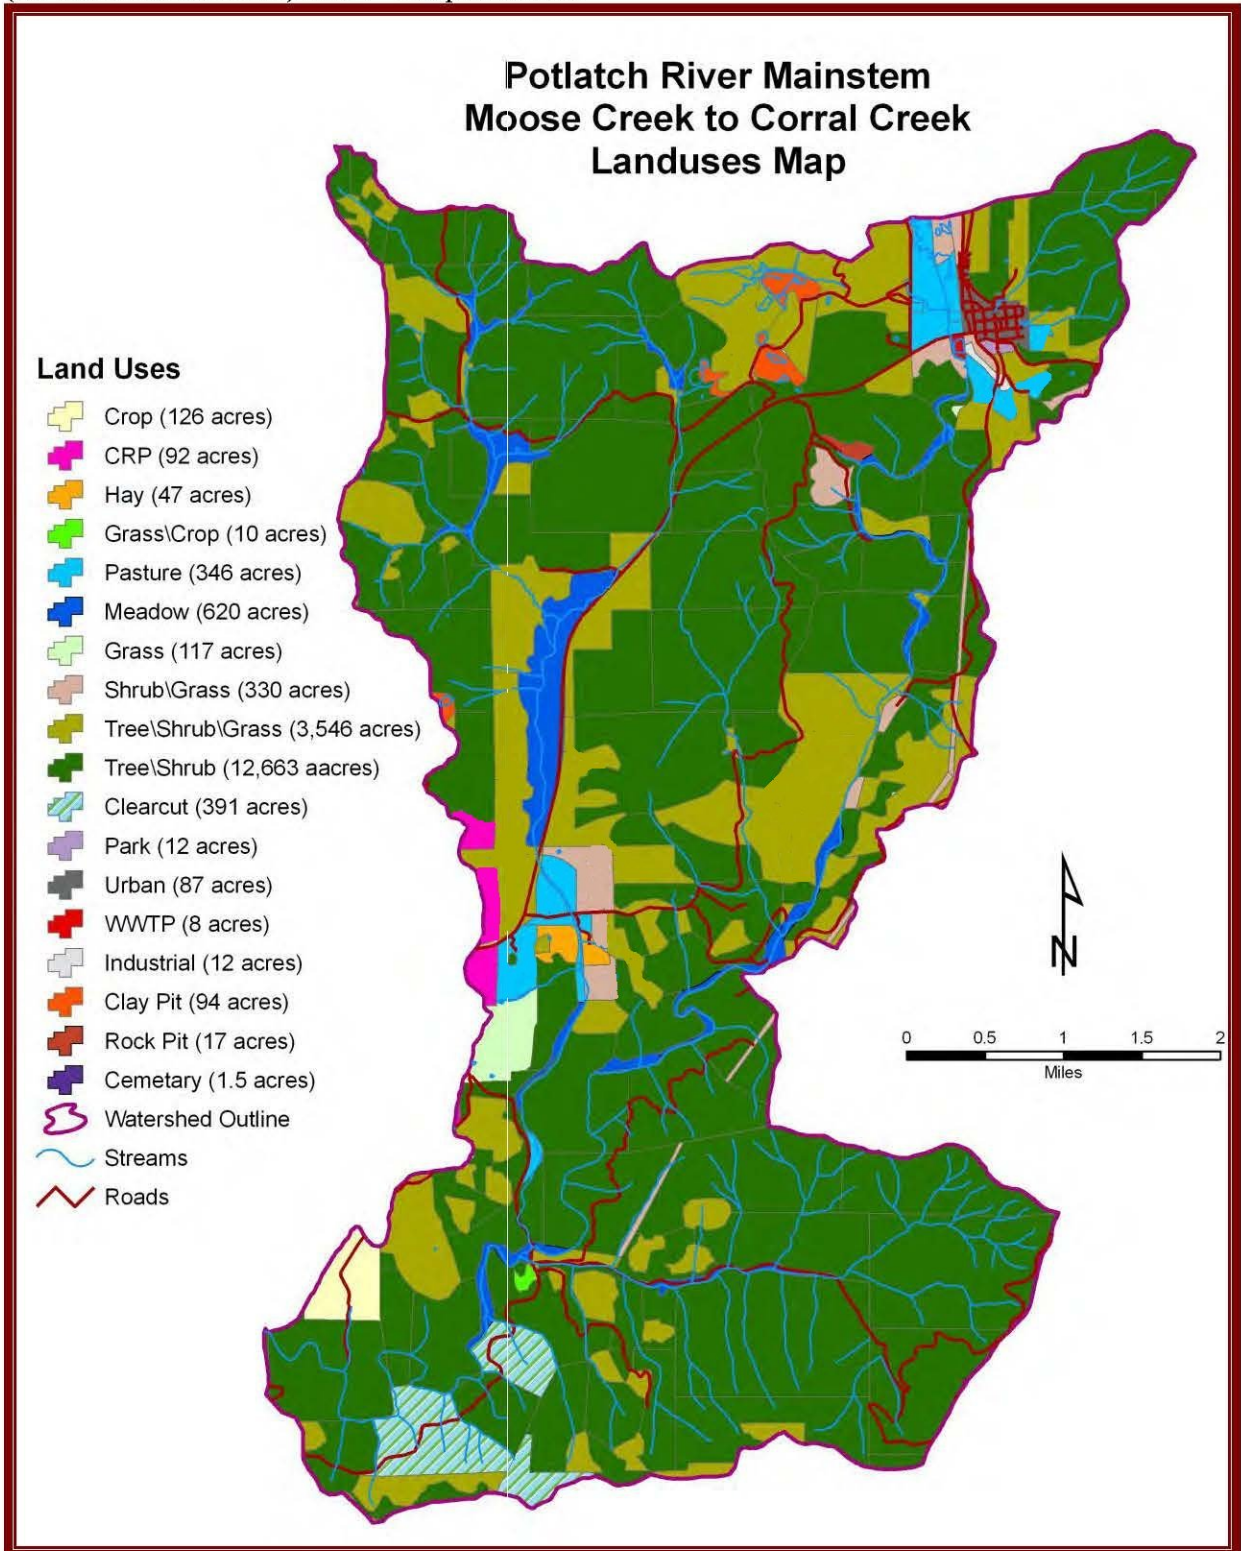 Potlatch River Mainstem
Moose Creek to Corral Creek
Landuses Map
Land Uses
Crop (126 acres)
CRP (92 acres)
Hay (47 acres)
Grass\Crop (10 acres)
Pasture (346 acres)
Meadow (620 acres)
Grass (117 acres)
Shrub\Grass (330 acres)
Tree\Shrub\Grass (3,546 acres)
Tree\Shrub (12,663 aacres)
Clearcut (391 acres)
Park (12 acres)
Urban (87 acres)
WWTP (8 acres)
Industrial (12 acres)
Clay Pit (94 acres)
Rock Pit (17 acres)
Cemetary (1.5 acres)
Watershed Outline
Streams
Roads
N
0 0.5 1 1.5 2
Miles